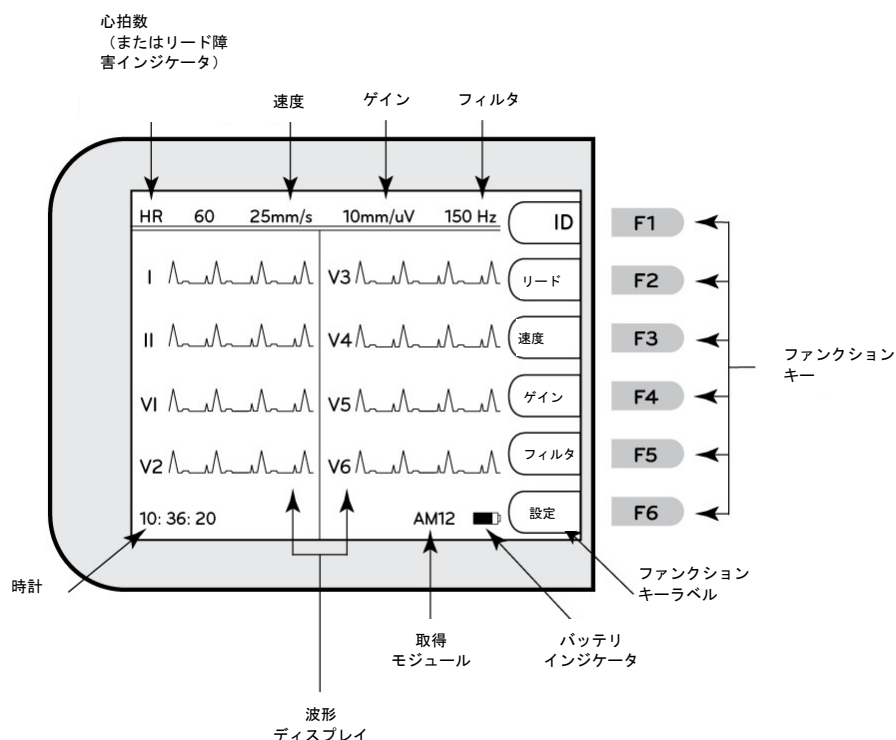 心拍数
（またはリード障
害インジケータ）
速度
ゲイン
フィルタ
HR 60 25mm/s 10mm/uV 150 Hz
ID
F1
I
V3
リード
F2
II
V4
速度
F3
ファンクション
キー
VI
V5
ゲイン
F4
V2
V6
フィルタ
F5
10: 36: 20
AM12
設定
F6
時計
ファンクション
キーラベル
取得
モジュール
バッテリ
インジケータ
波形
ディスプレイ